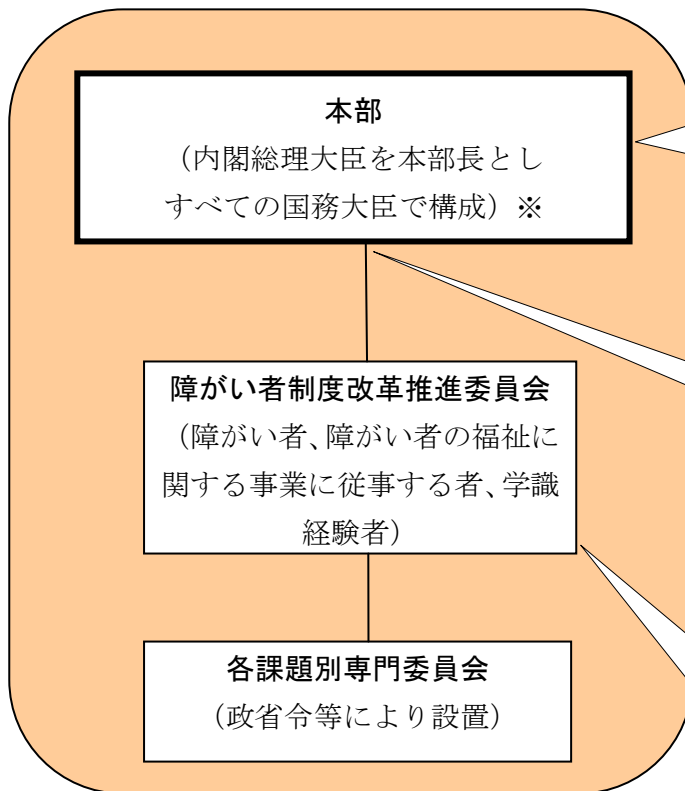 本部
（内閣総理大臣を本部長とし
すべての国務大臣で構成）※
障がい者制度改革推進委員会
（障がい者、障がい者の福祉に
関する事業に従事する者、学識
経験者）
各課題別専門委員会
（政省令等により設置）